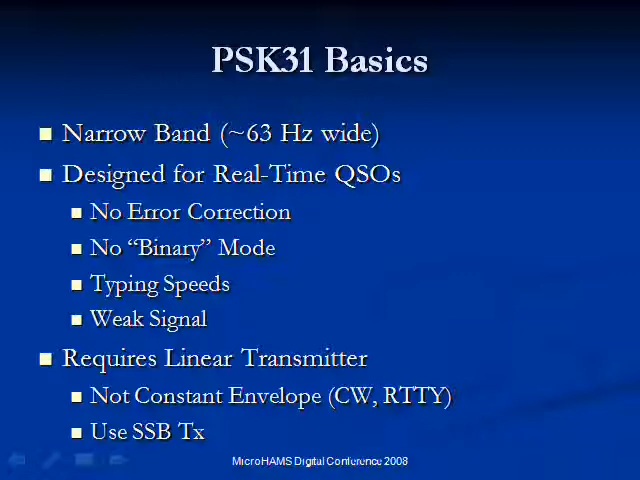 PSK31 Basics
Narrow Band (~63 Hz wide)
Designed for Real-Time QSOs
No Error Correction
No “Binary” Mode
Typing Speeds
Weak Signal
Requires Linear Transmitter
Not Constant Envelope (CW, RTTY)
Use SSB Tx
MicroHAMS Digital Conference 2008